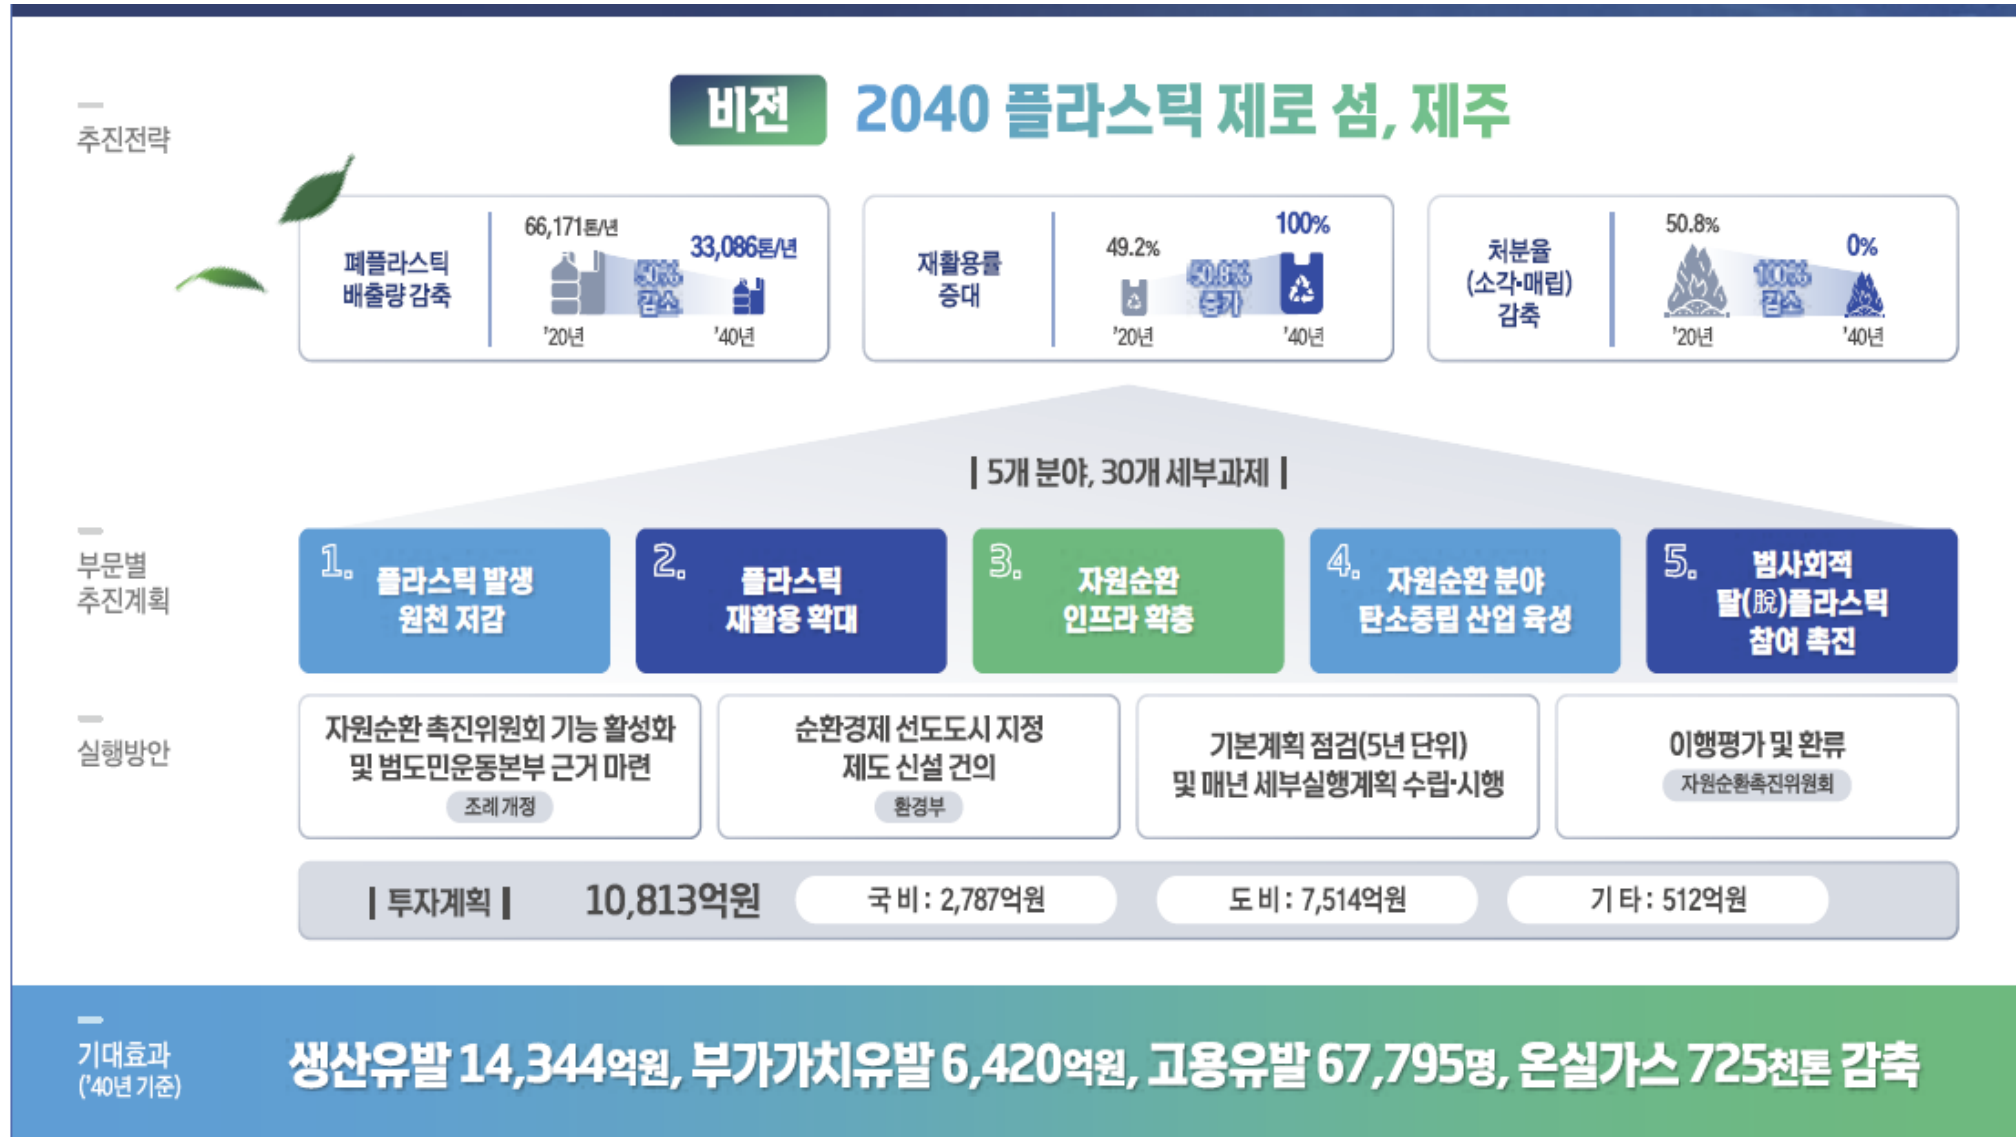 추진전략
비전 2040 플라스틱 제로 섬, 제주
폐플라스틱
배출량 감축
66,171톤/년
33,086톤/년
50%
감소
'20년
'40년
재활용률
증대
49.2%
100%
50.8%
증가
'20년
'40년
처분율
(소각·매립)
감축
50.8%
0%
100%
감소
'20년
'40년
| 5개 분야, 30개 세부과제 |
부문별
추진계획
1. 플라스틱 발생
원천 저감
2. 플라스틱
재활용 확대
3. 자원순환
인프라 확충
4. 자원순환 분야
탄소중립 산업 육성
5. 범사회적
탈(脫)플라스틱
참여 촉진
실행방안
자원순환 촉진위원회 기능 활성화
및 범도민운동본부 근거 마련
조례 개정
순환경제 선도도시 지정
제도 신설 건의
환경부
기본계획 점검(5년 단위)
및 매년 세부실행계획 수립·시행
이행평가 및 환류
자원순환촉진위원회
| 투자계획 | 10,813억원 국비 : 2,787억원 도비 : 7,514억원 기타 : 512억원
기대효과
('40년 기준)
생산유발 14,344억원, 부가가치유발 6,420억원, 고용유발 67,795명, 온실가스 725천톤 감축